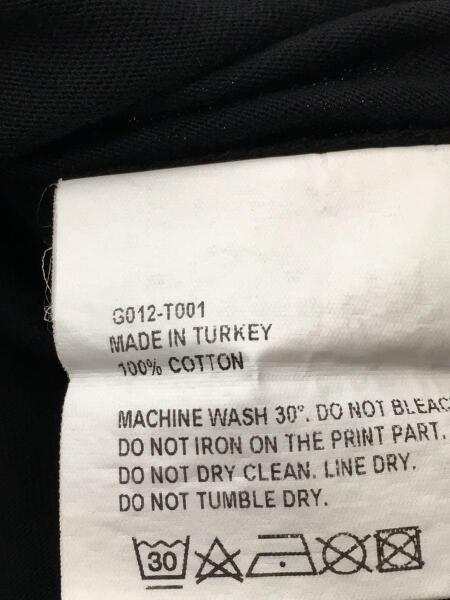 G012-T001
MADE IN TURKEY
100% COTTON
MACHINE WASH 30°. DO NOT BLEAC
DO NOT IRON ON THE PRINT PART.
DO NOT DRY CLEAN. LINE DRY.
DO NOT TUMBLE DRY.
30